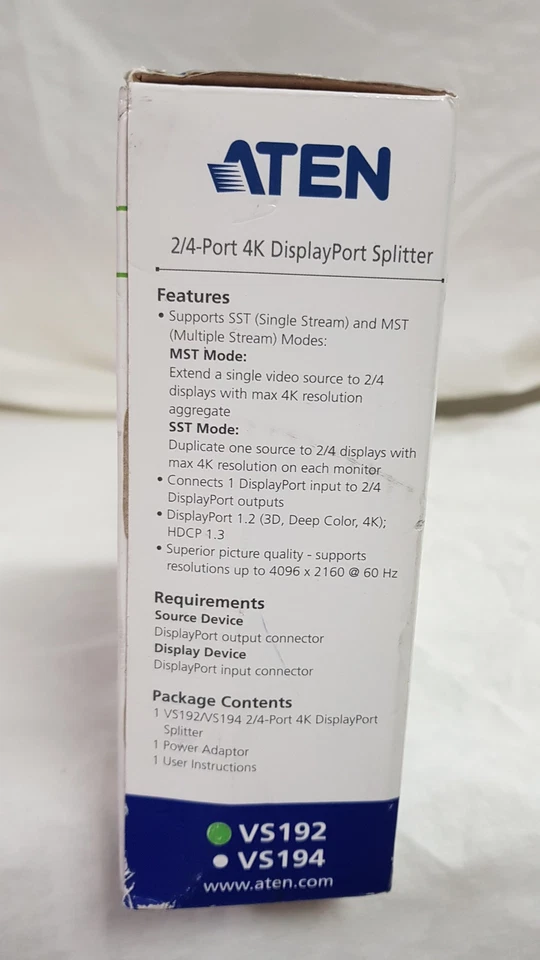 ATEN
2/4-Port 4K DisplayPort Splitter
Features
• Supports SST (Single Stream) and MST
(Multiple Stream) Modes:
MST Mode:
Extend a single video source to 2/4
displays with max 4K resolution
aggregate
SST Mode:
Duplicate one source to 2/4 displays with
max 4K resolution on each monitor
• Connects 1 DisplayPort input to 2/4
DisplayPort outputs
• DisplayPort 1.2 (3D, Deep Color, 4K);
HDCP 1.3
• Superior picture quality - supports
resolutions up to 4096 x 2160 @ 60 Hz
Requirements
Source Device
DisplayPort output connector
Display Device
DisplayPort input connector
Package Contents
1 VS192/VS194 2/4-Port 4K DisplayPort
Splitter
1 Power Adaptor
1 User Instructions
VS192
VS194
www.aten.com